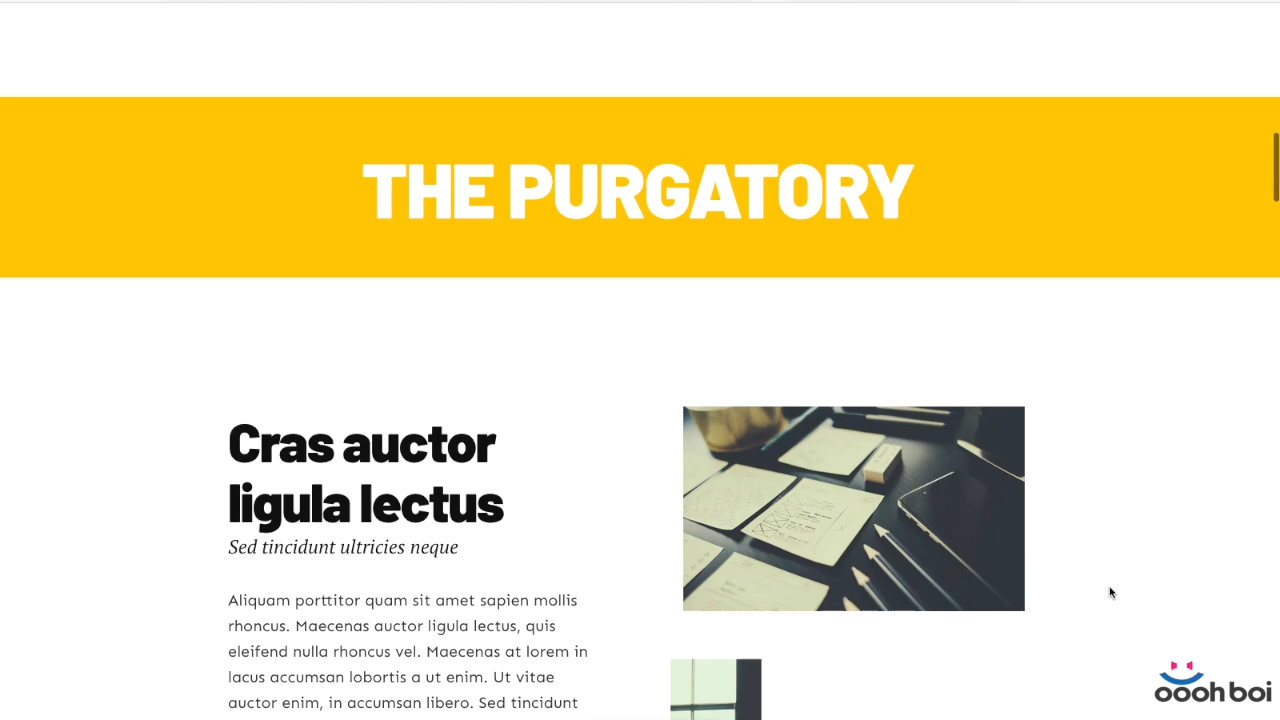 THE PURGATORY
Cras auctor
ligula lectus
Sed tincidunt ultricies neque
Aliquam porttitor quam sit amet sapien mollis
rhoncus. Maecenas auctor ligula lectus, quis
eleifend nulla rhoncus vel. Maecenas at lorem in
lacus accumsan lobortis a ut enim. Ut vitae
auctor enim, in accumsan libero. Sed tincidunt
oooh boi